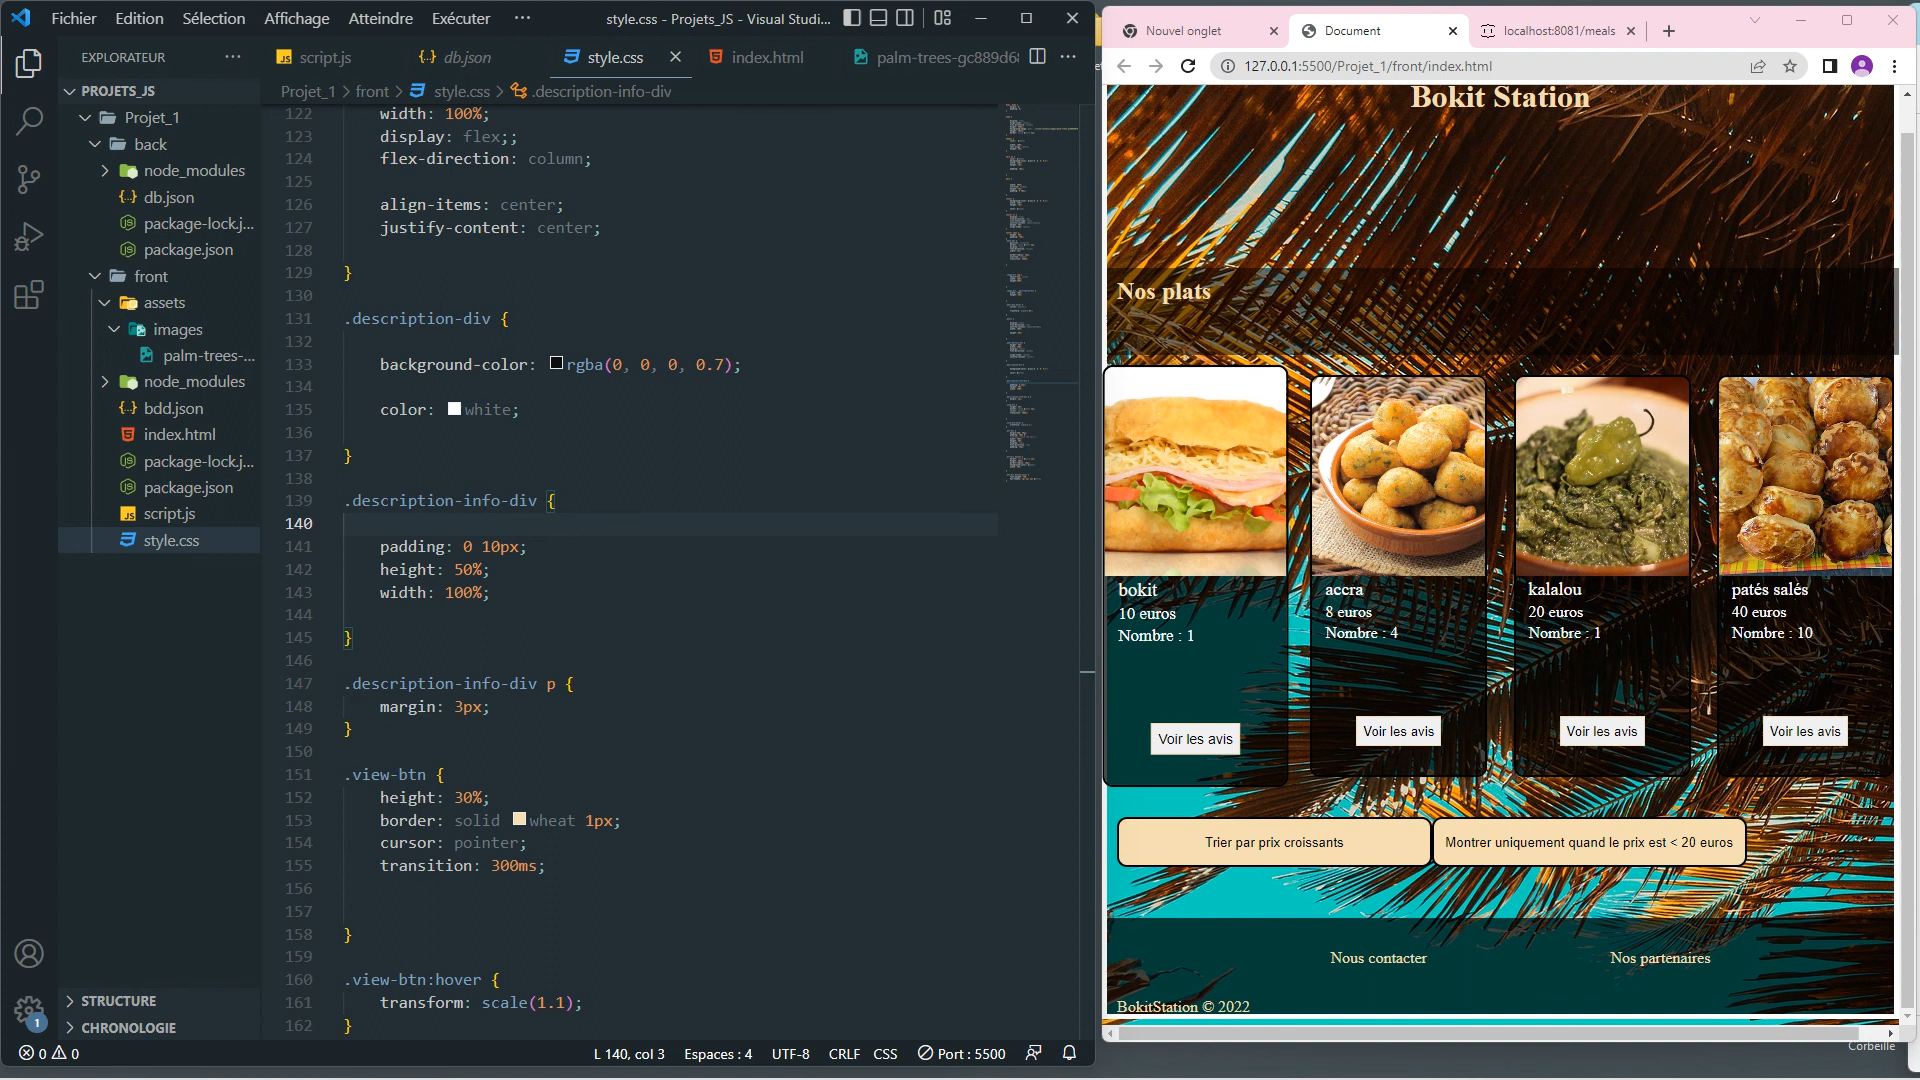 Fichier Edition Sélection Affichage Atteindre Exécuter ··· style.css - Projets_JS - Visual Studi...
EXPLORATEUR ···
PROJETS_JS
Projet_1
back
node_modules
db.json
package-lock.j...
package.json
front
assets
images
palm-trees-...
node_modules
bdd.json
index.html
package-lock.j...
package.json
script.js
style.css
STRUCTURE
CHRONOLOGIE
script.js db.json style.css index.html palm-trees-gc889d6
Projet_1 > front > style.css > .description-info-div
122 width: 100%;
123 display: flex;;
124 flex-direction: column;
125
126 align-items: center;
127 justify-content: center;
128
129 }
130
131 .description-div {
132
133 background-color: rgba(0, 0, 0, 0.7);
134
135 color: white;
136
137 }
138
139 .description-info-div {
140
141 padding: 0 10px;
142 height: 50%;
143 width: 100%;
144
145 }
146
147 .description-info-div p {
148 margin: 3px;
149 }
150
151 .view-btn {
152 height: 30%;
153 border: solid wheat 1px;
154 cursor: pointer;
155 transition: 300ms;
156
157
158 }
159
160 .view-btn:hover {
161 transform: scale(1.1);
162 }
1
0 0 L 140, col 3 Espaces : 4 UTF-8 CRLF CSS Port : 5500
Nouvel onglet Document localhost:8081/meals
127.0.0.1:5500/Projet_1/front/index.html
Bokit Station
Nos plats
bokit
10 euros
Nombre : 1
Voir les avis
accra
8 euros
Nombre : 4
Voir les avis
kalalou
20 euros
Nombre : 1
Voir les avis
patés salés
40 euros
Nombre : 10
Voir les avis
Trier par prix croissants
Montrer uniquement quand le prix est < 20 euros
Nous contacter Nos partenaires
BokitStation © 2022
Corbeille